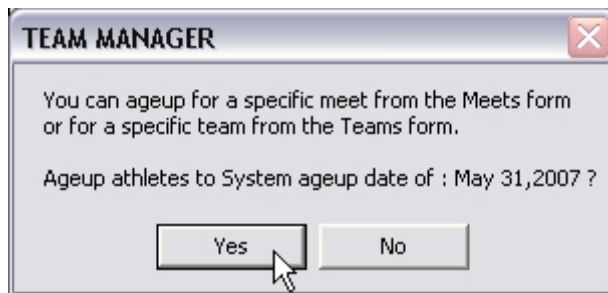 TEAM MANAGER
You can ageup for a specific meet from the Meets form
or for a specific team from the Teams form.
Ageup athletes to System ageup date of : May 31,2007 ?
Yes
No